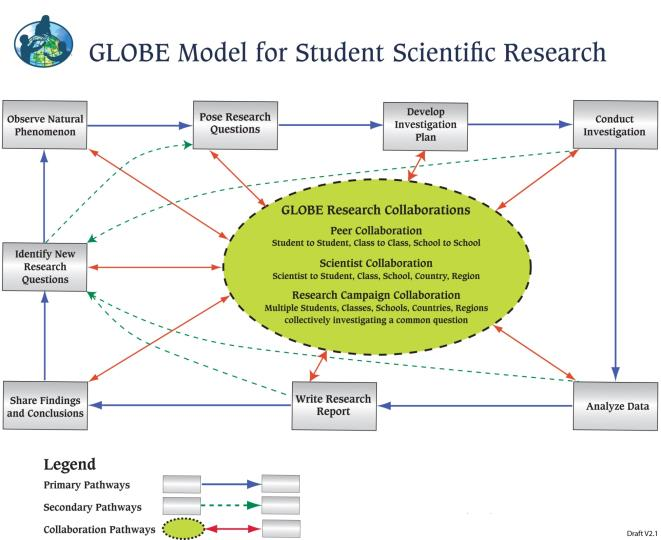 GLOBE Model for Student Scientific Research
Observe Natural
Phenomenon
Pose Research
Questions
Develop
Investigation
Plan
Conduct
Investigation
GLOBE Research Collaborations
Peer Collaboration
Student to Student, Class to Class, School to School
Scientist Collaboration
Scientist to Student, Class, School, Country, Region
Research Campaign Collaboration
Multiple Students, Classes, Schools, Countries, Regions
collectively investigating a common question
Identify New
Research
Questions
Share Findings
and Conclusions
Write Research
Report
Analyze Data
Legend
Primary Pathways
Secondary Pathways
Collaboration Pathways
Draft V2.1